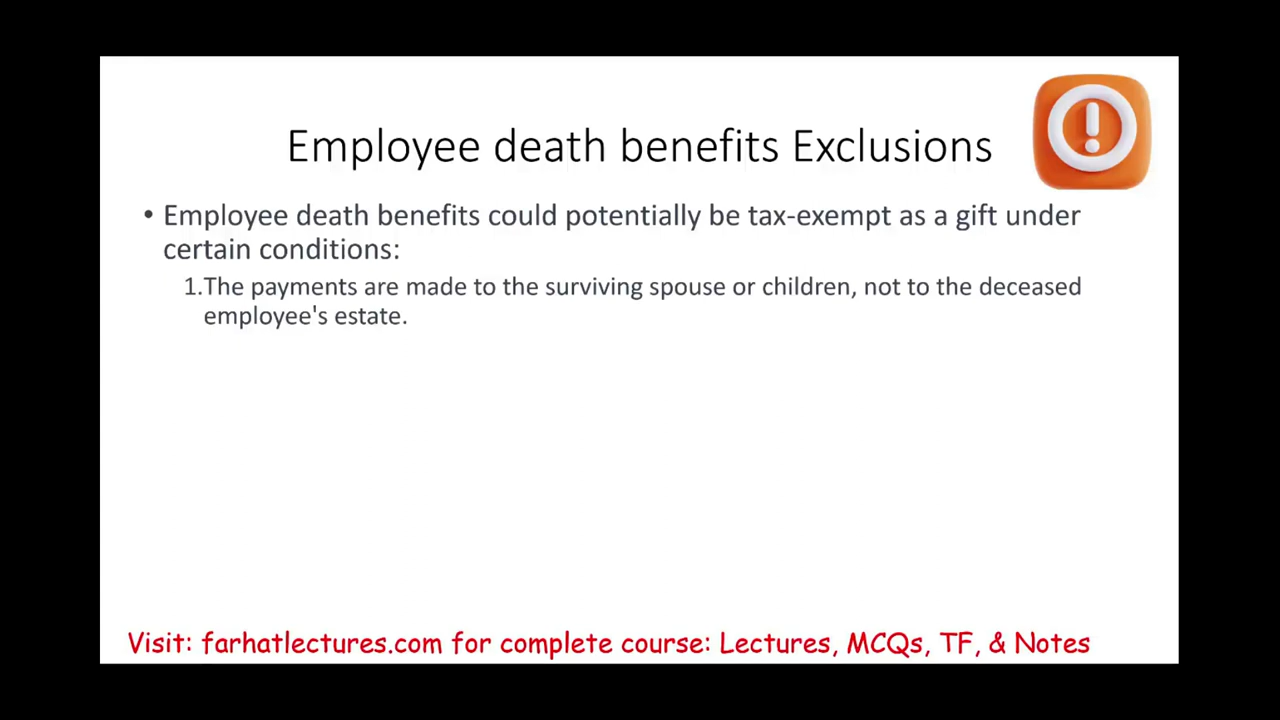 Employee death benefits Exclusions
• Employee death benefits could potentially be tax-exempt as a gift under
certain conditions:
1.The payments are made to the surviving spouse or children, not to the deceased
employee's estate.
Visit: farhatlectures.com for complete course: Lectures, MCQs, TF, & Notes